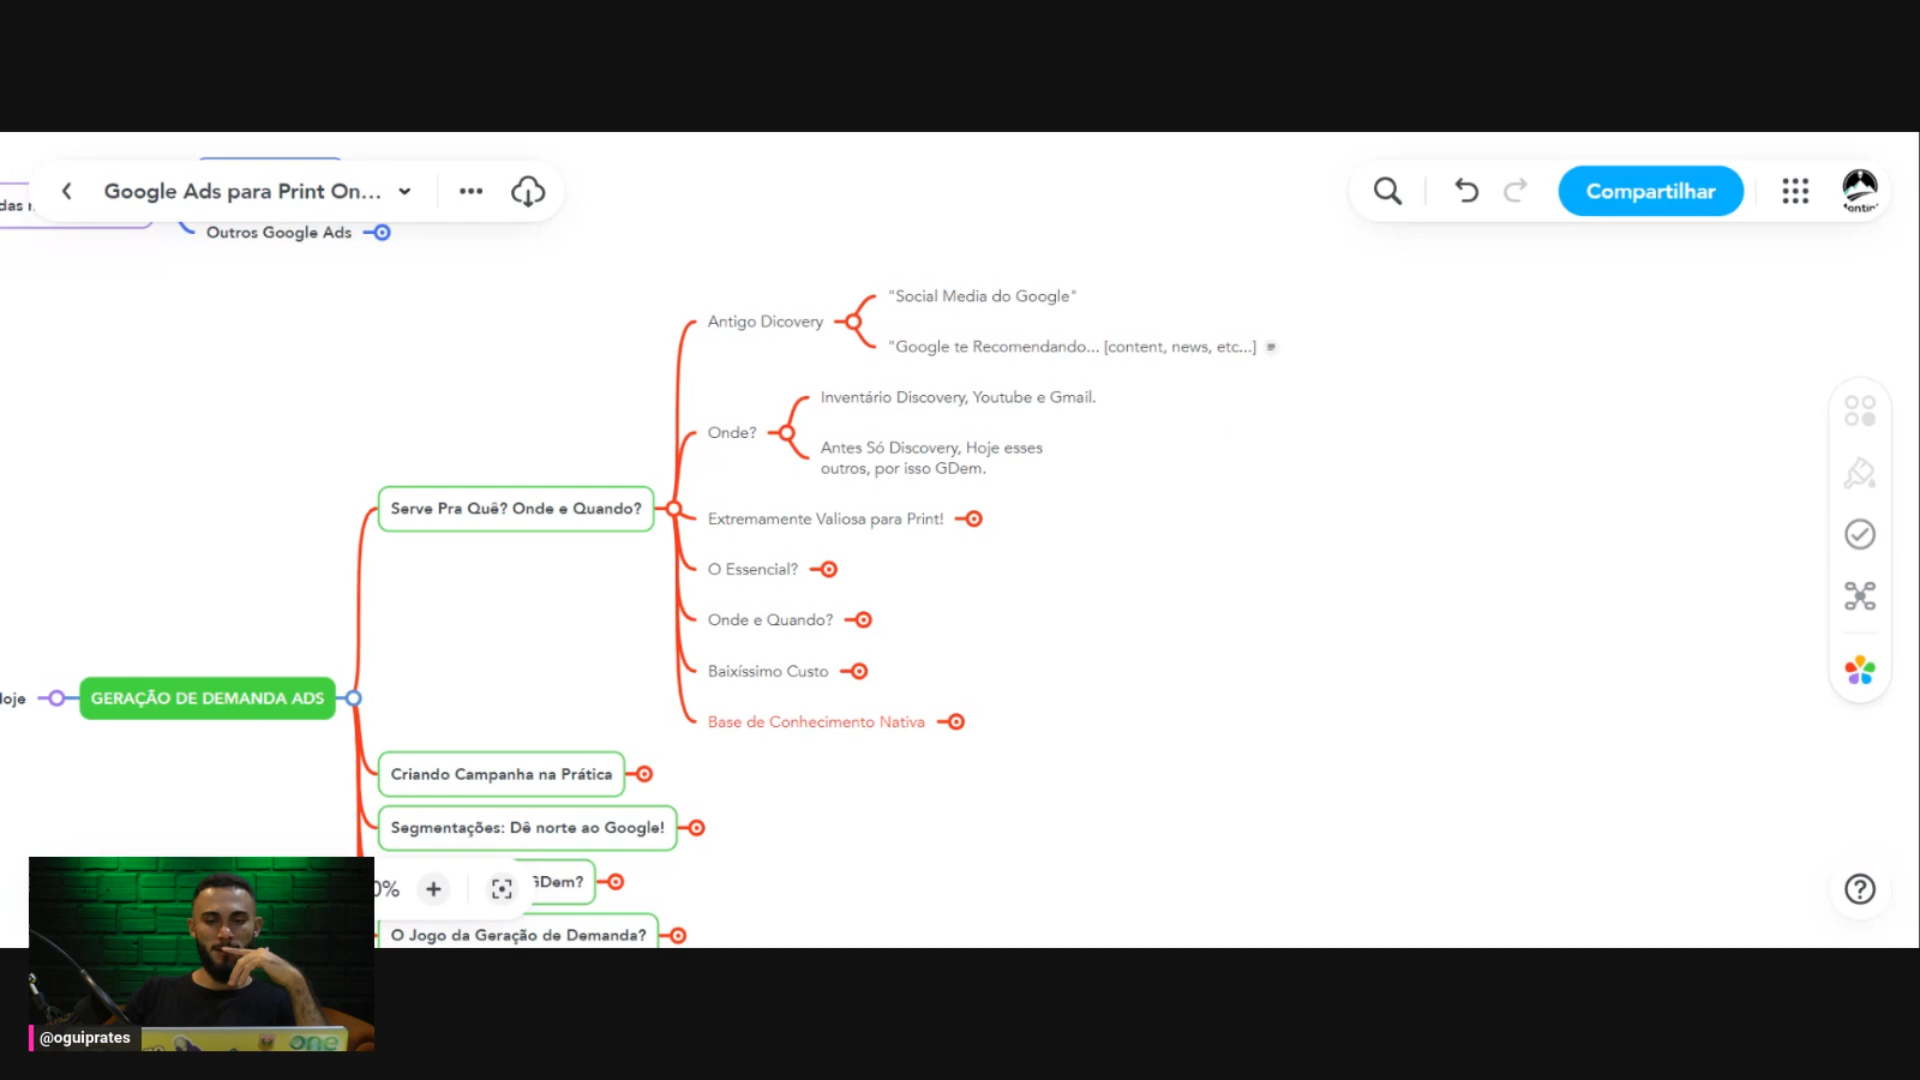 Google Ads para Print On...
Compartilhar
Outros Google Ads
"Social Media do Google"
Antigo Dicovery
"Google te Recomendando... [content, news, etc...]
Inventário Discovery, Youtube e Gmail.
Onde?
Antes Só Discovery, Hoje esses
outros, por isso GDem.
Serve Pra Quê? Onde e Quando?
Extremamente Valiosa para Print!
O Essencial?
Onde e Quando?
Baixíssimo Custo
Base de Conhecimento Nativa
GERAÇÃO DE DEMANDA ADS
Criando Campanha na Prática
Segmentações: Dê norte ao Google!
GDem?
O Jogo da Geração de Demanda?
@oguiprates
one